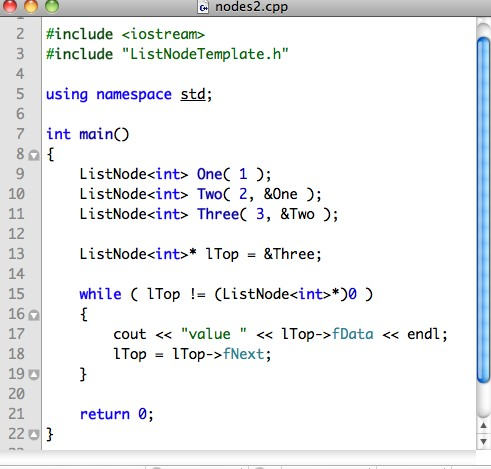 nodes2.cpp
2 #include <iostream>
3 #include "ListNodeTemplate.h"
4
5 using namespace std;
6
7 int main()
8 {
9 ListNode<int> One( 1 );
10 ListNode<int> Two( 2, &One );
11 ListNode<int> Three( 3, &Two );
12
13 ListNode<int>* lTop = &Three;
14
15 while ( lTop != (ListNode<int>*)0 )
16 {
17 cout << "value " << lTop->fData << endl;
18 lTop = lTop->fNext;
19 }
20
21 return 0;
22 }